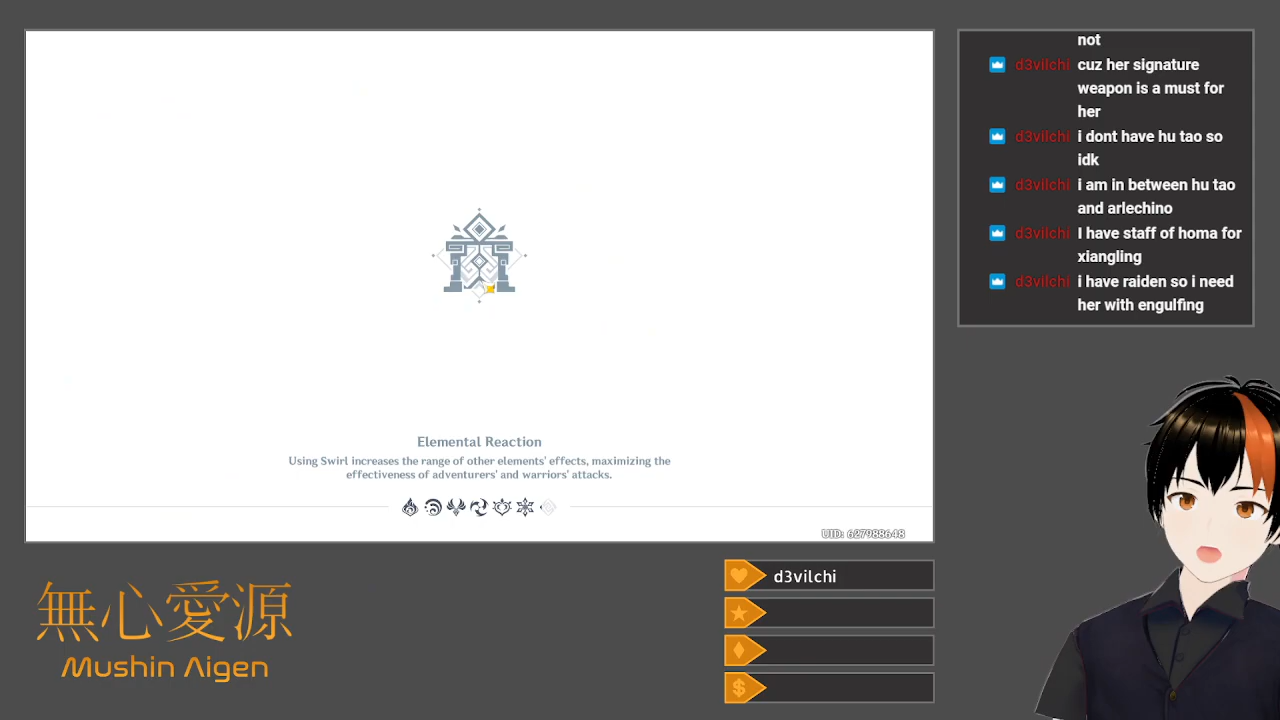 not
d3vilchi cuz her signature
weapon is a must for
her
d3vilchi i dont have hu tao so
idk
d3vilchi i am in between hu tao
and arlechino
d3vilchi I have staff of homa for
xiangling
d3vilchi i have raiden so i need
her with engulfing
Elemental Reaction
Using Swirl increases the range of other elements' effects, maximizing the
effectiveness of adventurers' and warriors' attacks.
UID: 627988648
無心愛源
Mushin Aigen
d3vilchi
$